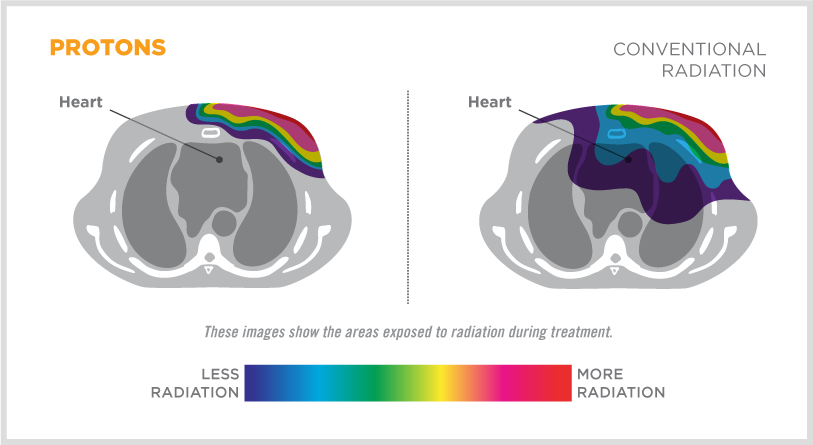 PROTONS
CONVENTIONAL
RADIATION
Heart
Heart
These images show the areas exposed to radiation during treatment.
LESS
RADIATION
MORE
RADIATION